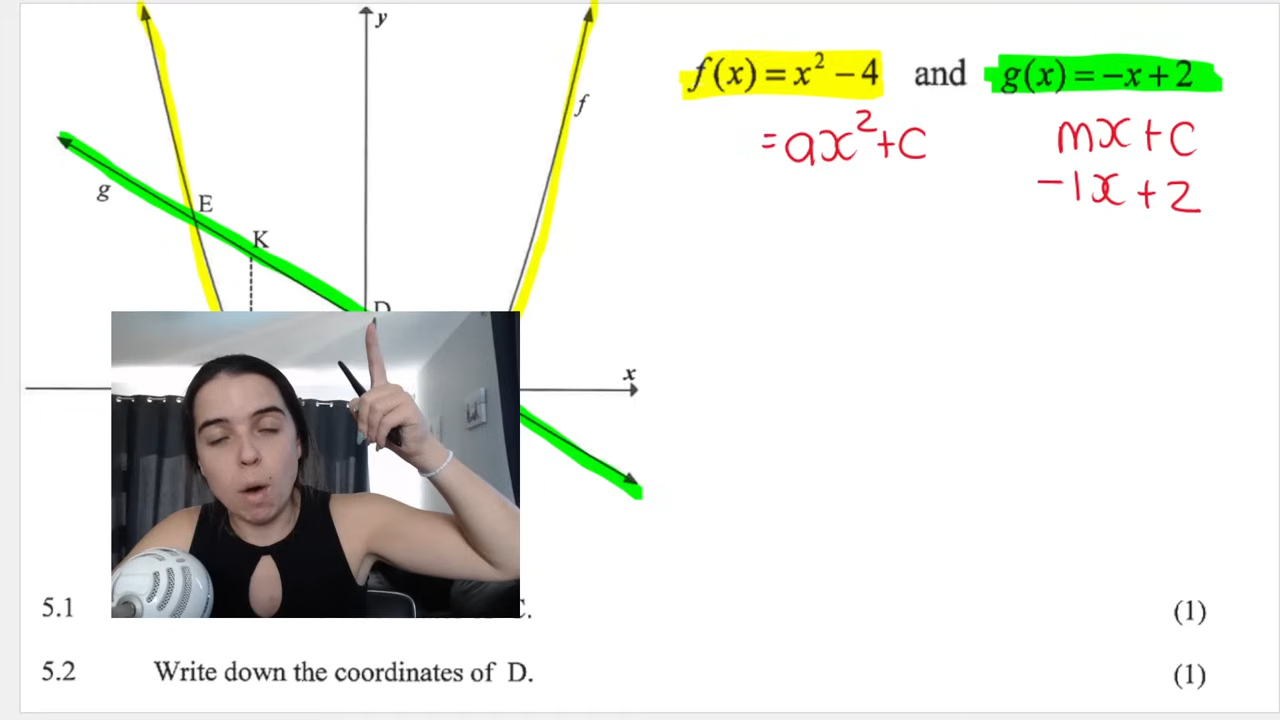 y
f(x) = x² − 4 and g(x) = −x + 2
f
= ax² + c
mx + c
−1x + 2
g
E
K
D
x
5.1 C. (1)
5.2 Write down the coordinates of D. (1)